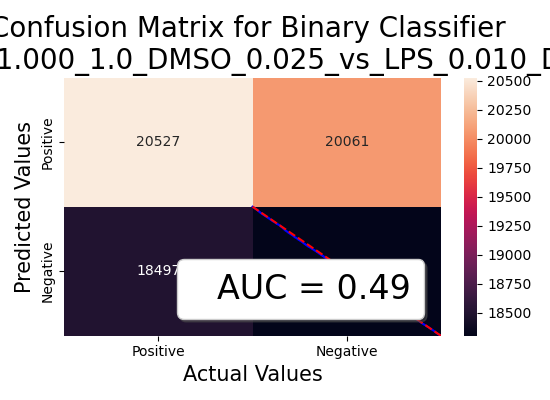 Confusion Matrix for Binary Classifier
1.000_1.0_DMSO_0.025_vs_LPS_0.010_D
Predicted Values
Positive
Negative
20527
20061
18497
AUC = 0.49
Positive
Negative
Actual Values
20500
20250
20000
19750
19500
19250
19000
18750
18500